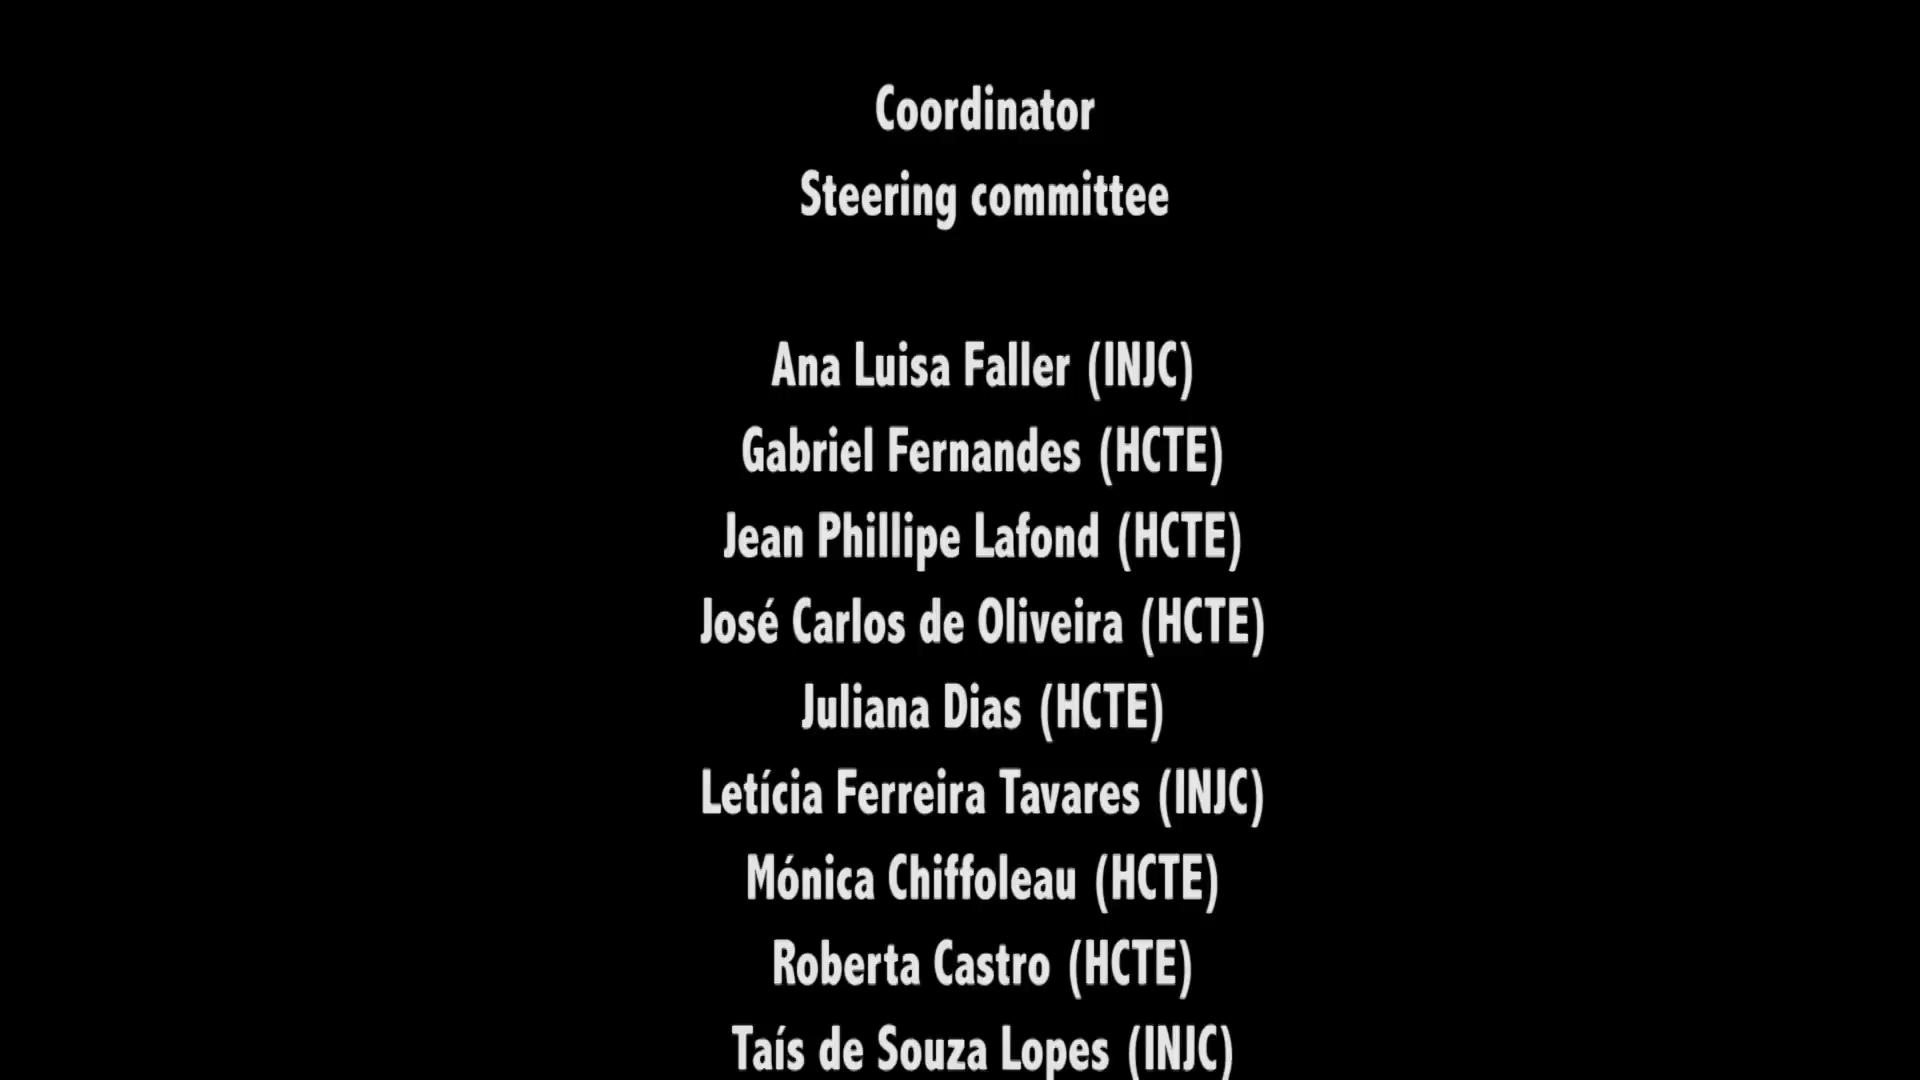 Coordinator
Steering committee
Ana Luisa Faller (INJC)
Gabriel Fernandes (HCTE)
Jean Phillipe Lafond (HCTE)
José Carlos de Oliveira (HCTE)
Juliana Dias (HCTE)
Letícia Ferreira Tavares (INJC)
Mónica Chiffoleau (HCTE)
Roberta Castro (HCTE)
Taís de Souza Lopes (INJC)